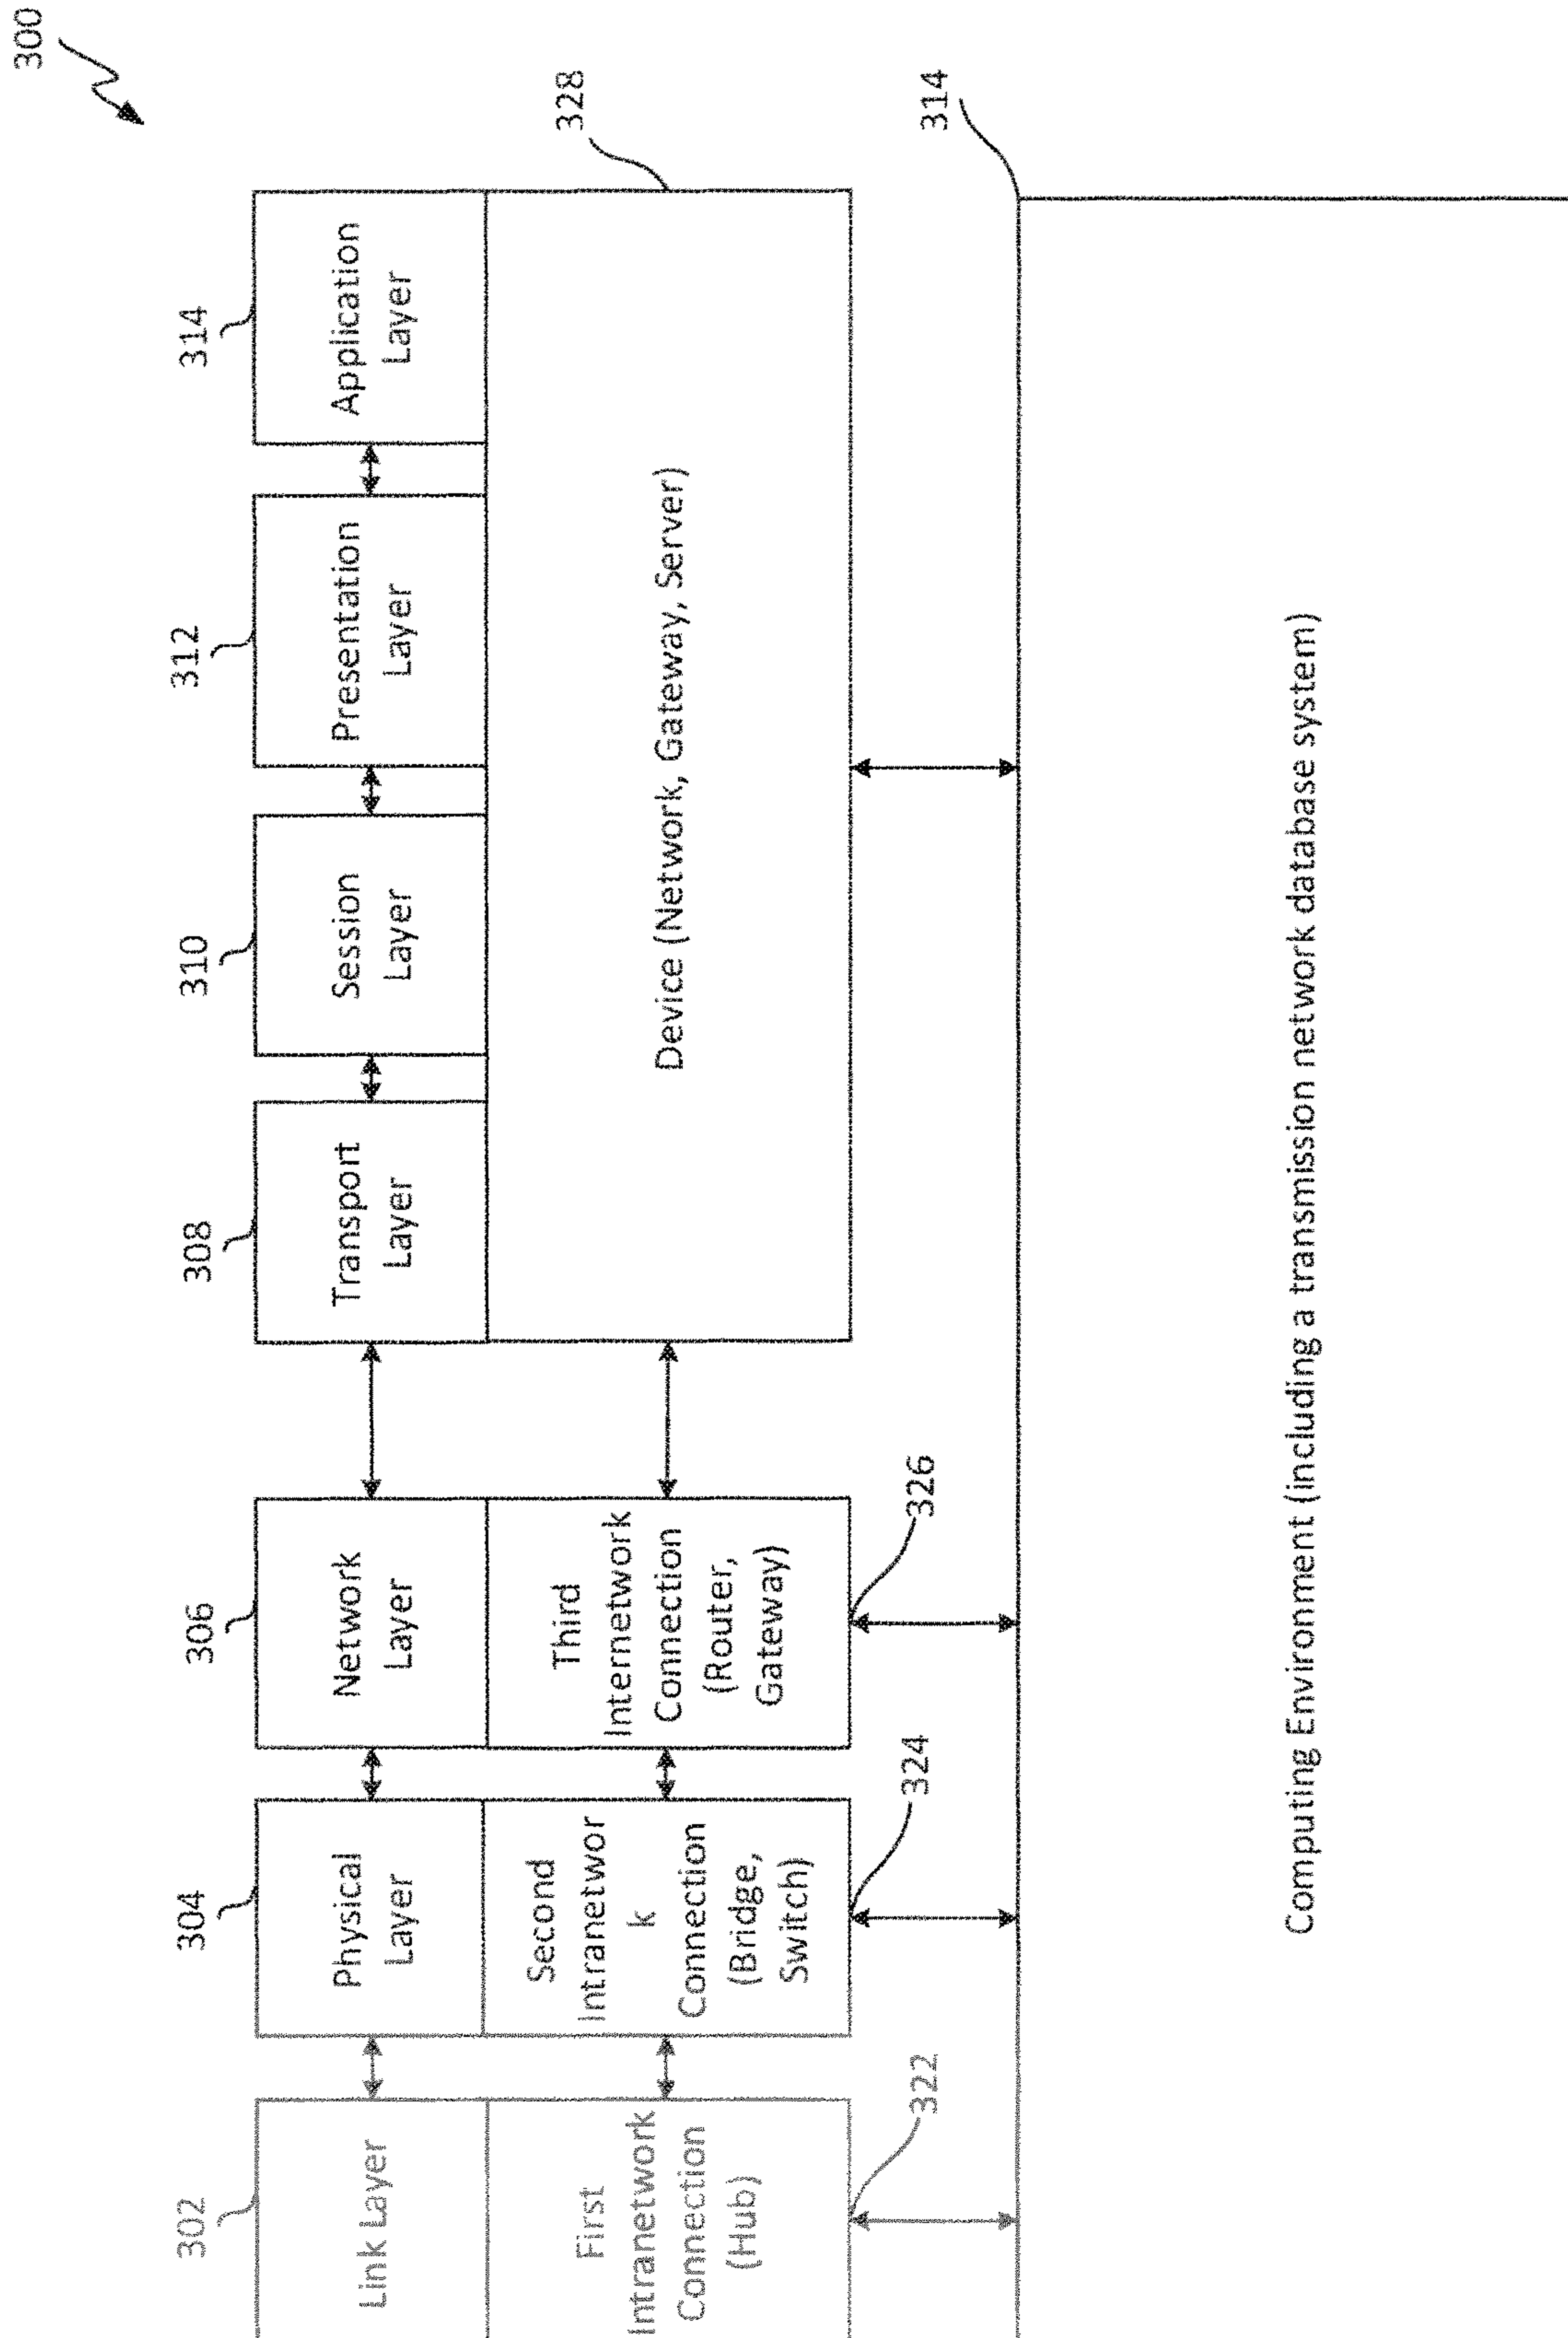 300
302
304
306
308
310
312
314
Link Layer
Physical
Layer
Network
Layer
Transport
Layer
Session
Layer
Presentation
Layer
Application
Layer
First
Intranetwork
Connection
(Hub)
Second
Intranetwor
k
Connection
(Bridge,
Switch)
Third
Internetwork
Connection
(Router,
Gateway)
Device (Network, Gateway, Server)
328
322
324
326
314
Computing Environment (including a transmission network database system)